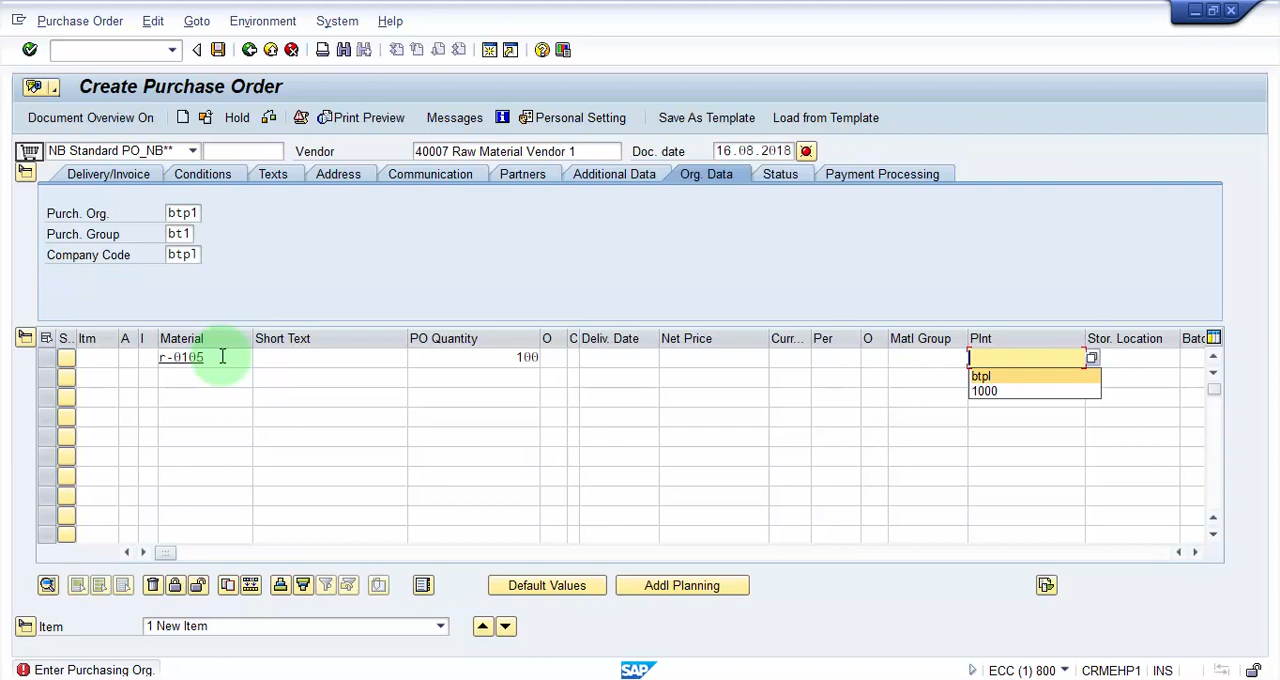 Purchase Order Edit Goto Environment System Help
Create Purchase Order
Document Overview On Hold Print Preview Messages Personal Setting Save As Template Load from Template
NB Standard PO_NB** Vendor 40007 Raw Material Vendor 1 Doc. date 16.08.2018
Delivery/Invoice Conditions Texts Address Communication Partners Additional Data Org. Data Status Payment Processing
Purch. Org. btp1
Purch. Group bt1
Company Code btpl
S.. Itm A I Material Short Text PO Quantity O C Deliv. Date Net Price Curr... Per O Matl Group Plnt Stor. Location Batc
r-0105 100
btpl
1000
Default Values Addl Planning
Item 1 New Item
Enter Purchasing Org. SAP ECC (1) 800 CRMEHP1 INS